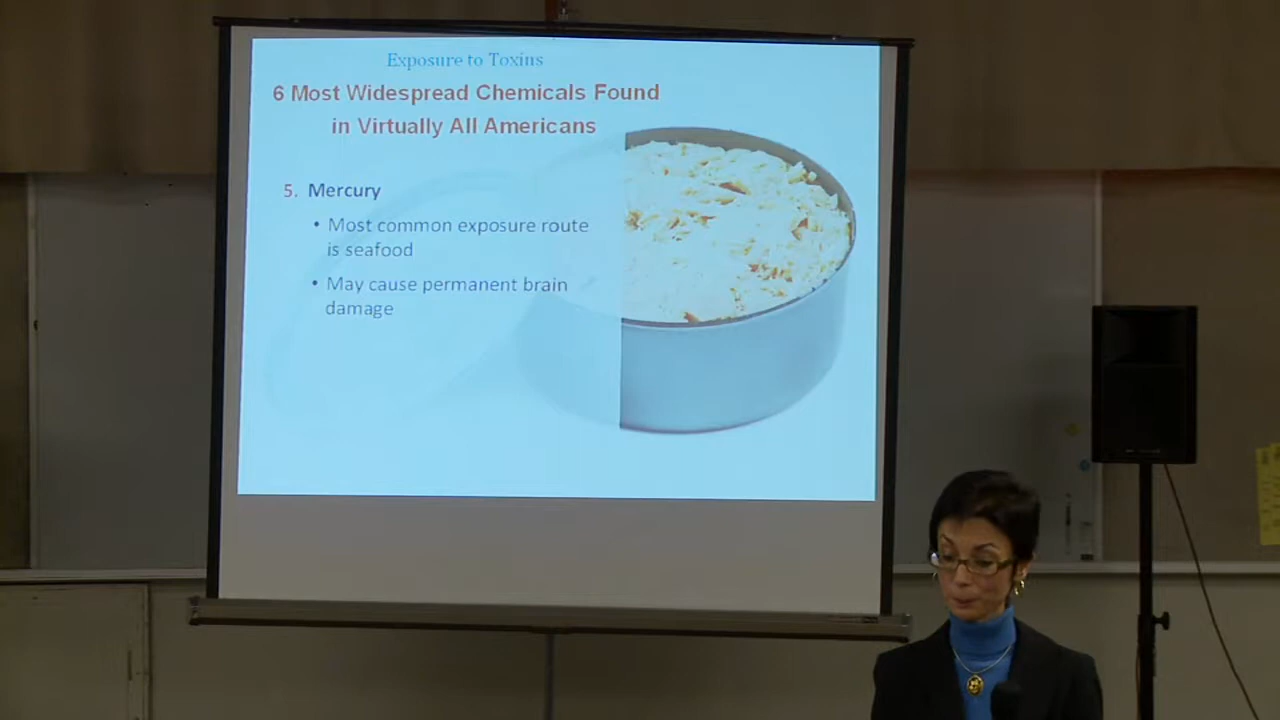 Exposure to Toxins
6 Most Widespread Chemicals Found
in Virtually All Americans
5. Mercury
• Most common exposure route
is seafood
• May cause permanent brain
damage